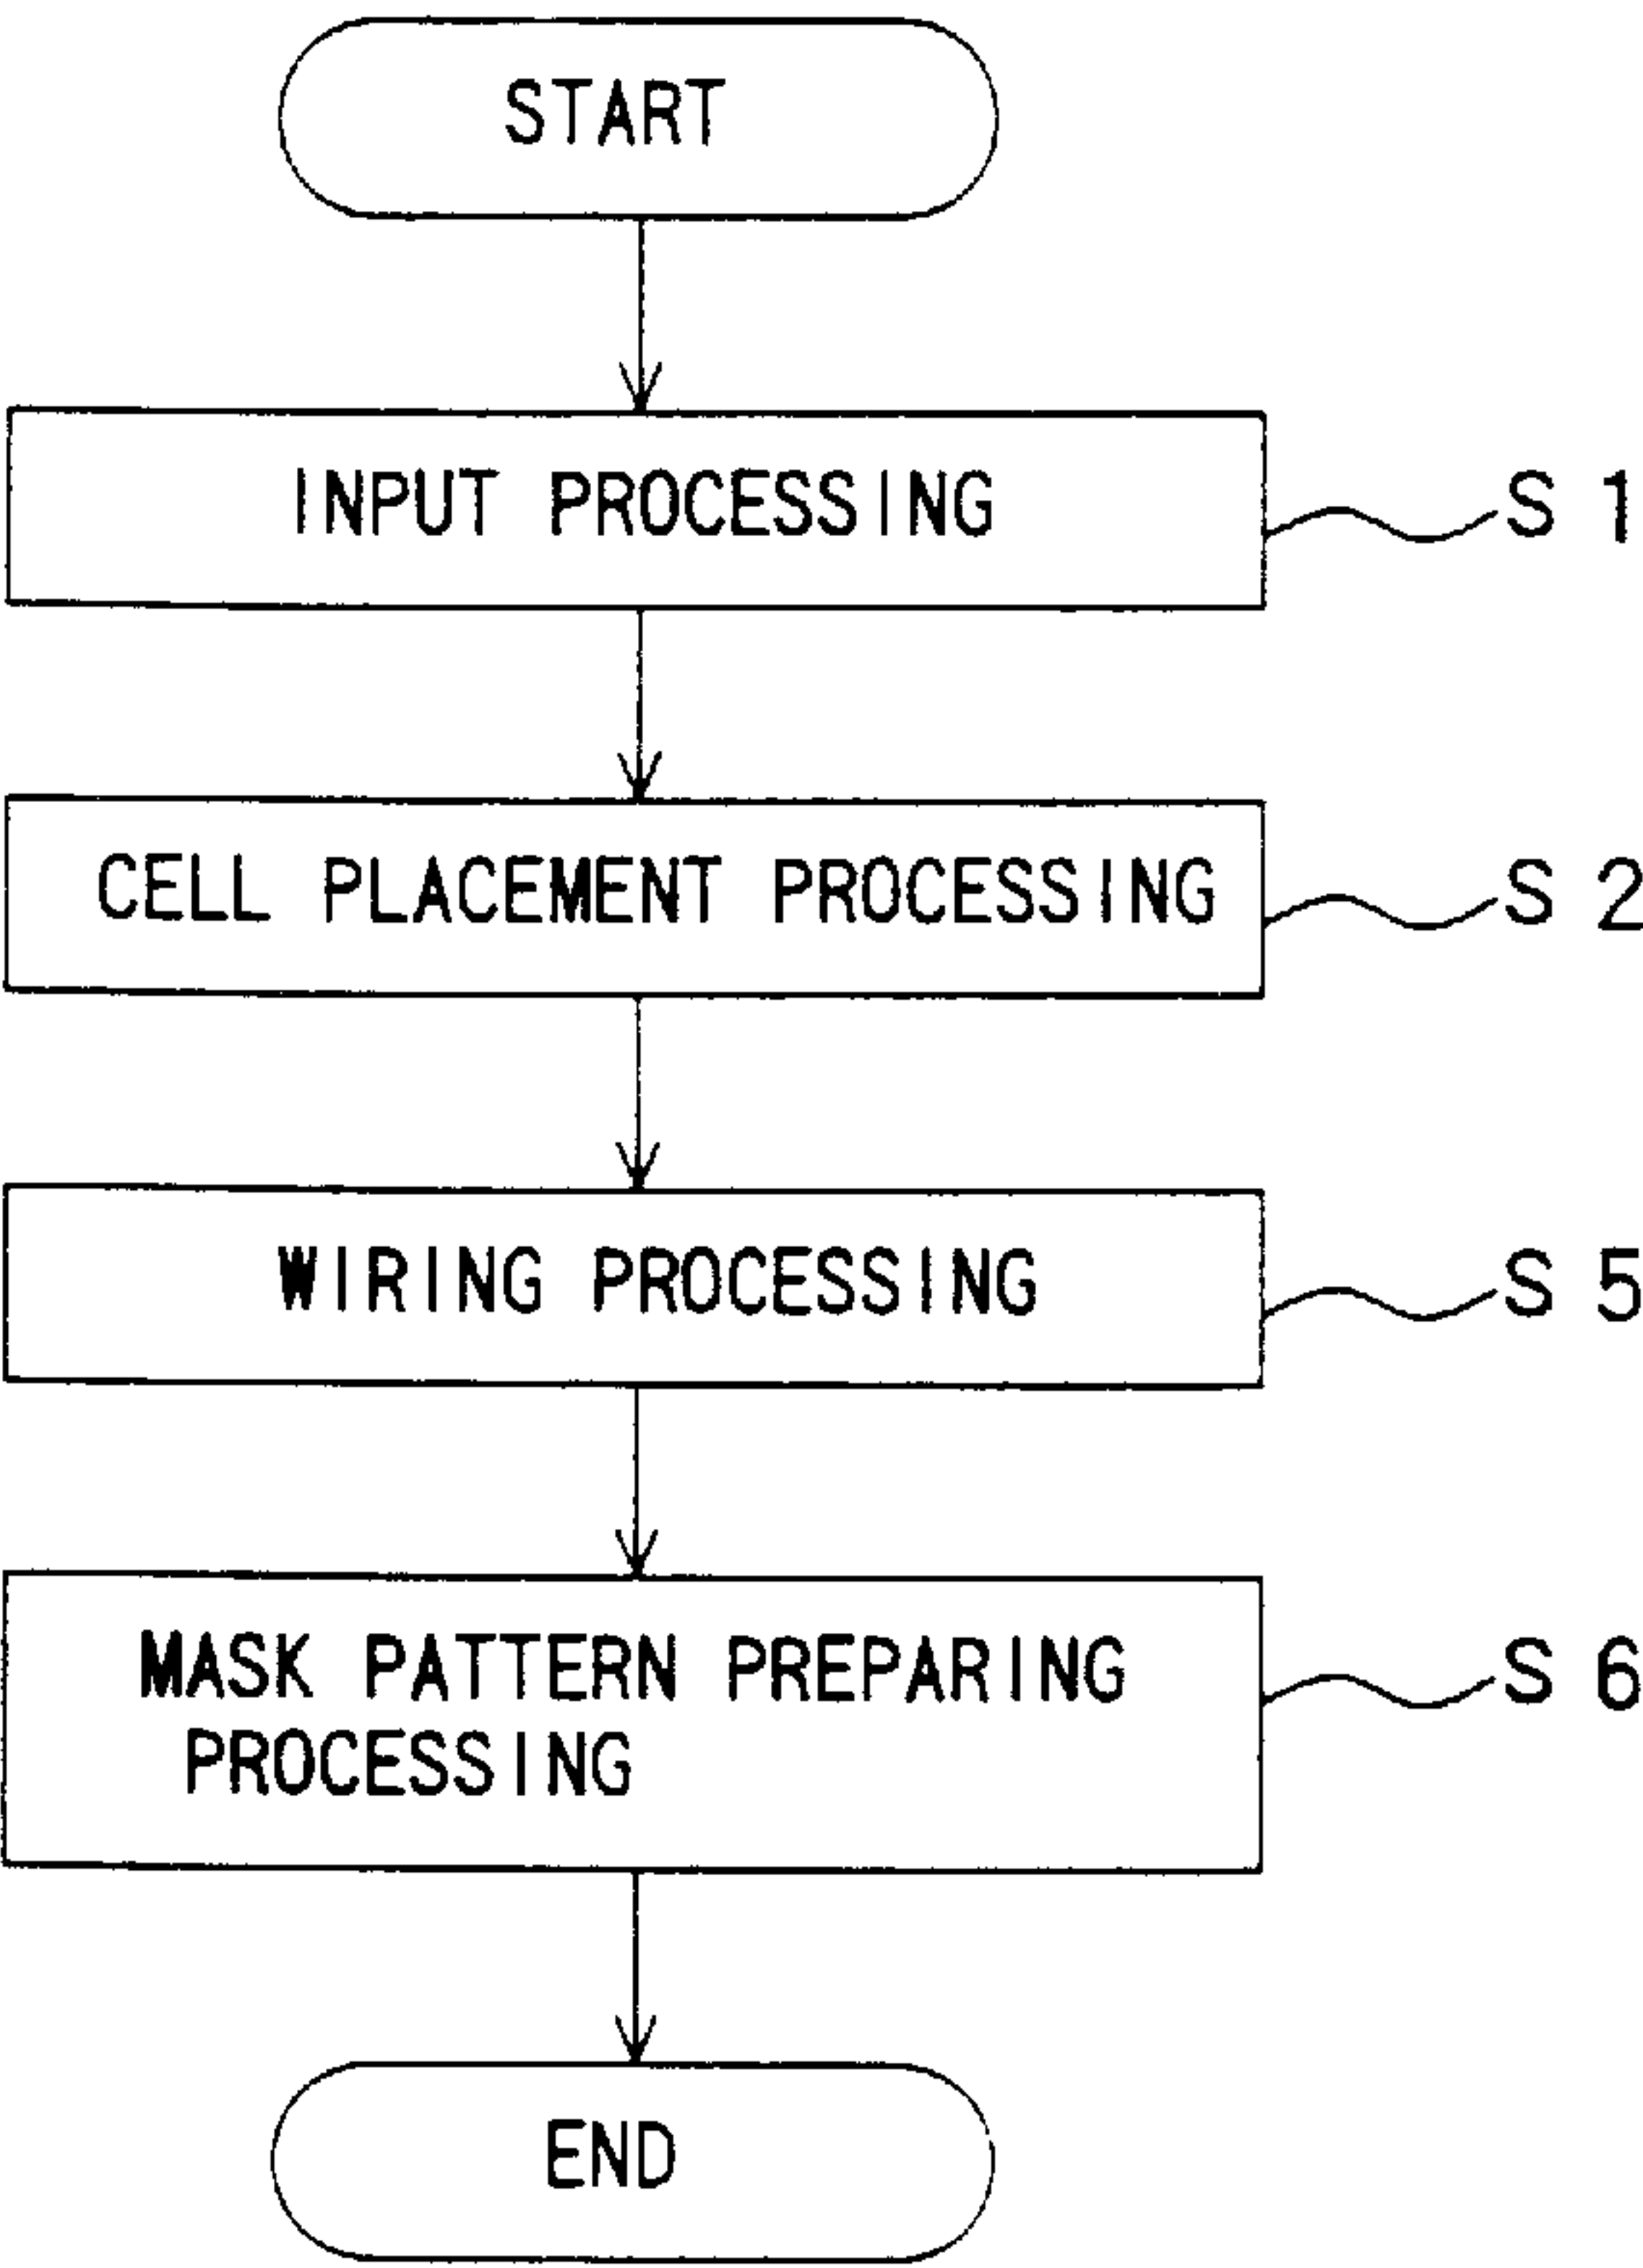 START
INPUT PROCESSING
S 1
CELL PLACEMENT PROCESSING
S 2
WIRING PROCESSING
S 5
MASK PATTERN PREPARING
S 6
PROCESSING
END